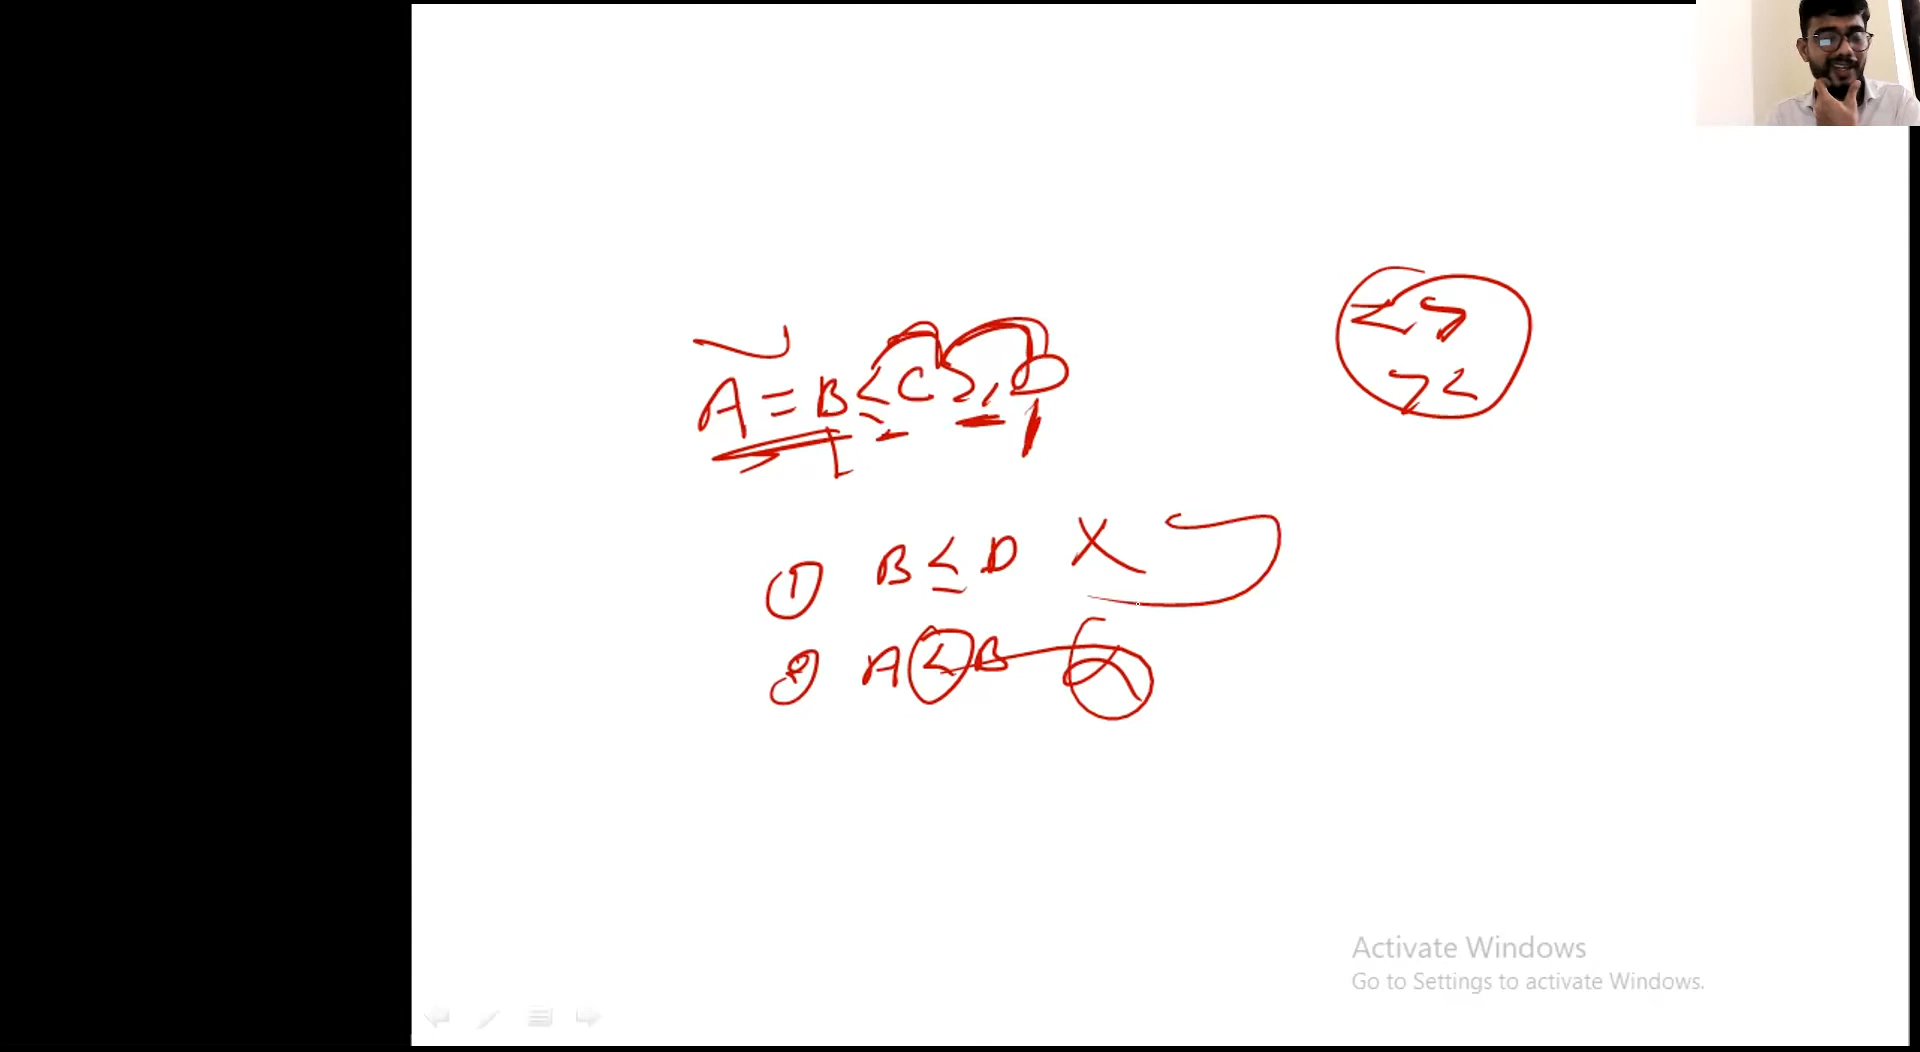 A = B ≤ C ≥ D
< >
> <
① B ≤ D X
② A < B X
Activate Windows
Go to Settings to activate Windows.